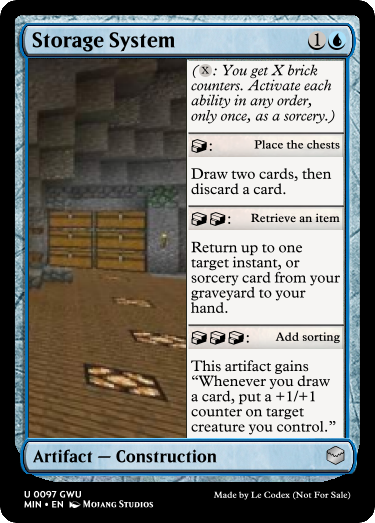 Storage System
1
(X: You get X brick
counters. Activate each
ability in any order,
only once, as a sorcery.)
: Place the chests
Draw two cards, then
discard a card.
: Retrieve an item
Return up to one
target instant, or
sorcery card from your
graveyard to your
hand.
: Add sorting
This artifact gains
“Whenever you draw
a card, put a +1/+1
counter on target
creature you control.”
Artifact — Construction
U 0097 GWU
MIN • EN Mojang Studios
Made by Le Codex (Not For Sale)